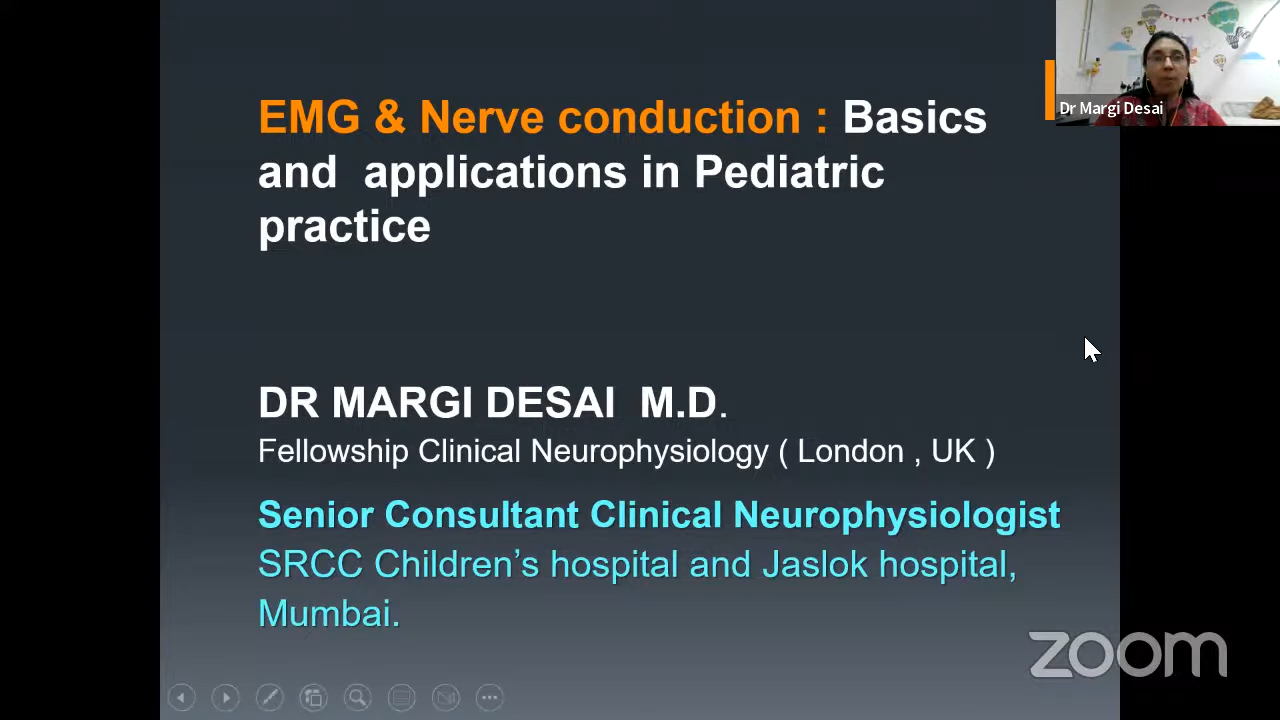 EMG & Nerve conduction : Basics
and applications in Pediatric
practice
Dr Margi Desai
DR MARGI DESAI M.D.
Fellowship Clinical Neurophysiology ( London , UK )
Senior Consultant Clinical Neurophysiologist
SRCC Children’s hospital and Jaslok hospital,
Mumbai.
zoom